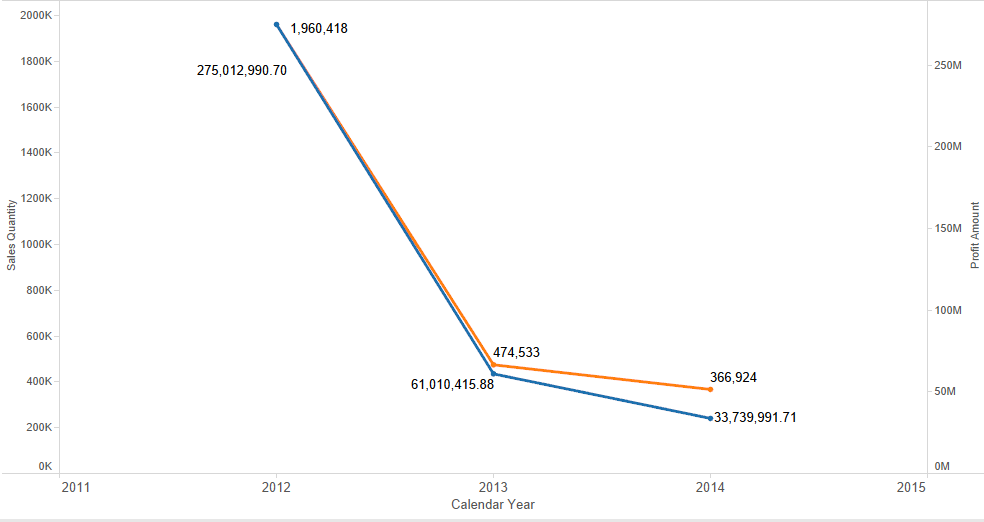 2000K
1800K
1600K
1400K
1200K
1000K
800K
600K
400K
200K
0K
Sales Quantity
1,960,418
275,012,990.70
474,533
61,010,415.88
366,924
33,739,991.71
250M
200M
150M
100M
50M
0M
Profit Amount
2011
2012
2013
2014
2015
Calendar Year